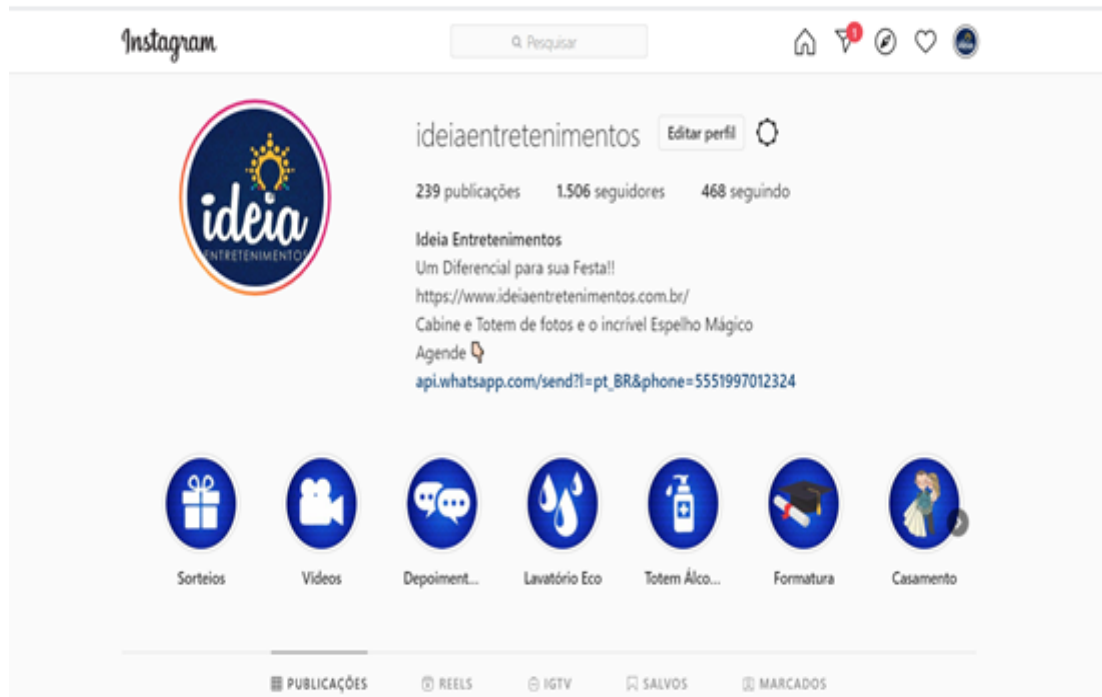 Instagram
Pesquisar
1
ideiaentretenimentos Editar perfil
ideia
ENTRETENIMENTOS
239 publicações 1.506 seguidores 468 seguindo
Ideia Entretenimentos
Um Diferencial para sua Festa!!
https://www.ideiaentretenimentos.com.br/
Cabine e Totem de fotos e o incrível Espelho Mágico
Agende
api.whatsapp.com/send?l=pt_BR&phone=5551997012324
Sorteios Videos Depoiment... Lavatório Eco Totem Álco... Formatura Casamento
PUBLICAÇÕES REELS IGTV SALVOS MARCADOS